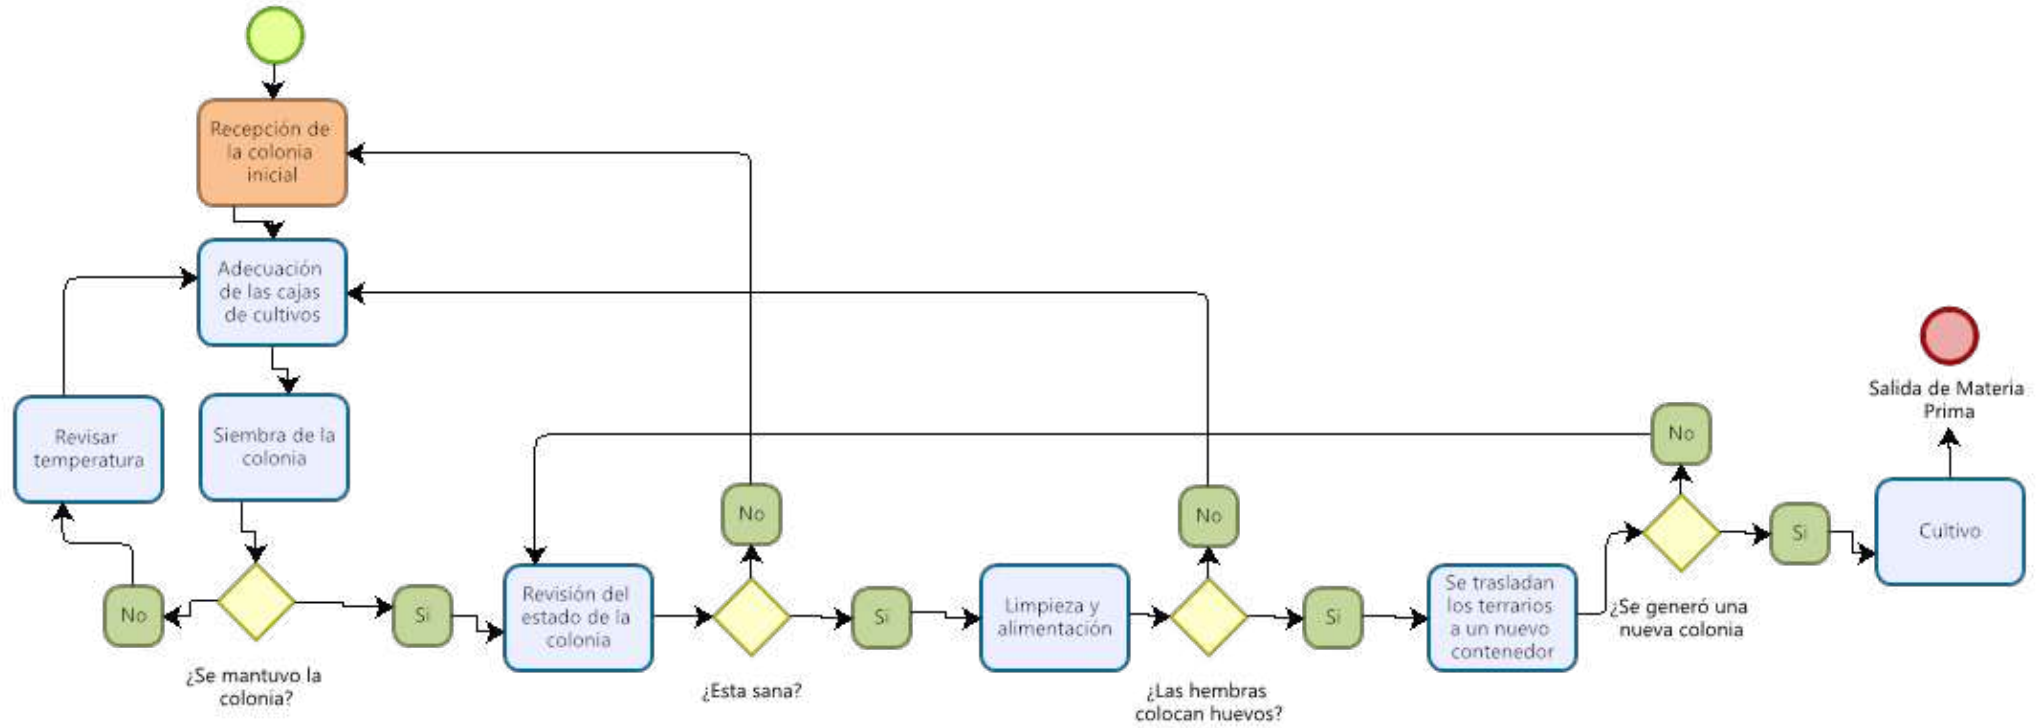 Recepción de
la colonia
inicial
Adecuación
de las cajas
de cultivos
Revisar
temperatura
Siembra de la
colonia
No
¿Se mantuvo la
colonia?
Si
Revisión del
estado de la
colonia
No
¿Esta sana?
Si
Limpieza y
alimentación
No
¿Las hembras
colocan huevos?
Si
Se trasladan
los terrarios
a un nuevo
contenedor
¿Se generó una
nueva colonia
No
Si
Cultivo
Salida de Materia
Prima